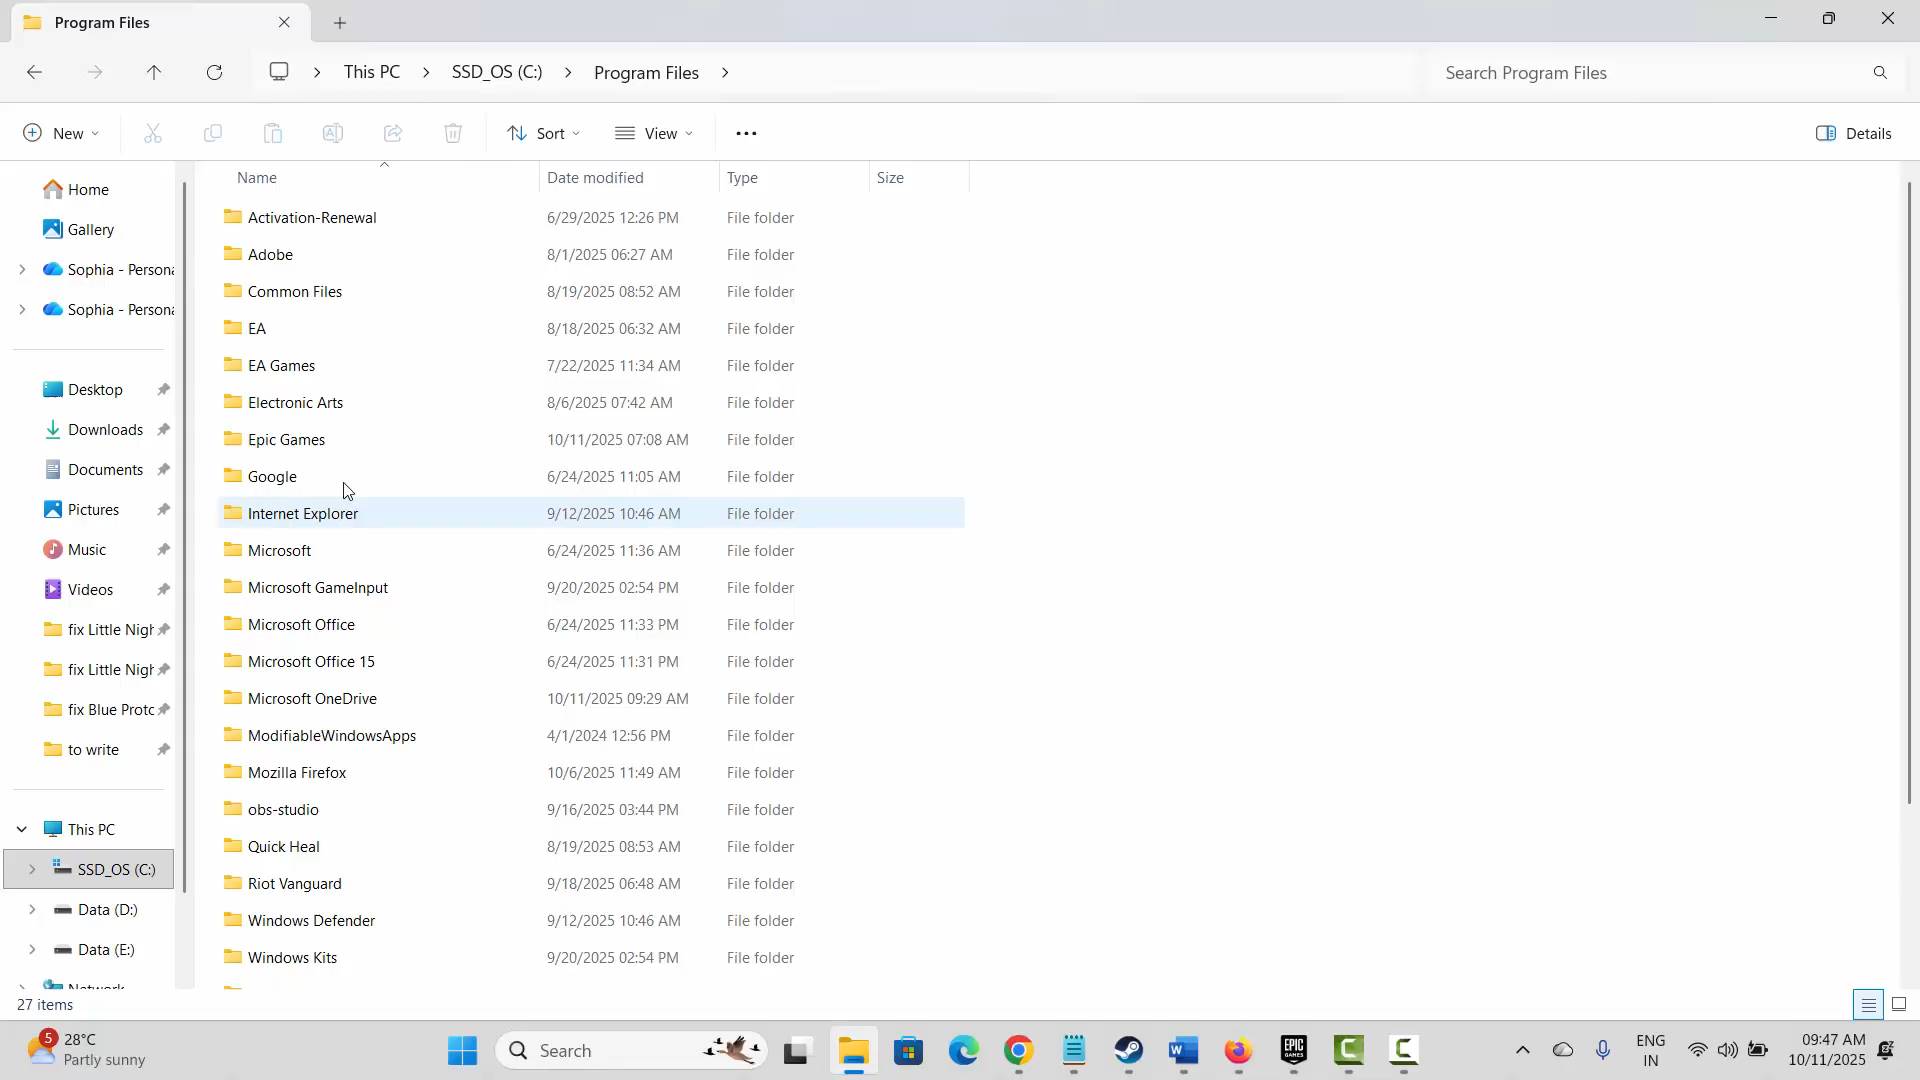 Program Files
This PC
SSD_OS (C:)
Program Files
Search Program Files
New
Sort
View
Details
Name
Date modified
Type
Size
Home
Gallery
Sophia - Persona
Sophia - Persona
Desktop
Downloads
Documents
Pictures
Music
Videos
fix Little Nigh
fix Little Nigh
fix Blue Protc
to write
This PC
SSD_OS (C:)
Data (D:)
Data (E:)
Network
Activation-Renewal 6/29/2025 12:26 PM File folder
Adobe 8/1/2025 06:27 AM File folder
Common Files 8/19/2025 08:52 AM File folder
EA 8/18/2025 06:32 AM File folder
EA Games 7/22/2025 11:34 AM File folder
Electronic Arts 8/6/2025 07:42 AM File folder
Epic Games 10/11/2025 07:08 AM File folder
Google 6/24/2025 11:05 AM File folder
Internet Explorer 9/12/2025 10:46 AM File folder
Microsoft 6/24/2025 11:36 AM File folder
Microsoft GameInput 9/20/2025 02:54 PM File folder
Microsoft Office 6/24/2025 11:33 PM File folder
Microsoft Office 15 6/24/2025 11:31 PM File folder
Microsoft OneDrive 10/11/2025 09:29 AM File folder
ModifiableWindowsApps 4/1/2024 12:56 PM File folder
Mozilla Firefox 10/6/2025 11:49 AM File folder
obs-studio 9/16/2025 03:44 PM File folder
Quick Heal 8/19/2025 08:53 AM File folder
Riot Vanguard 9/18/2025 06:48 AM File folder
Windows Defender 9/12/2025 10:46 AM File folder
Windows Kits 9/20/2025 02:54 PM File folder
27 items
5
28°C
Partly sunny
Search
EPIC
GAMES
ENG
IN
09:47 AM
10/11/2025